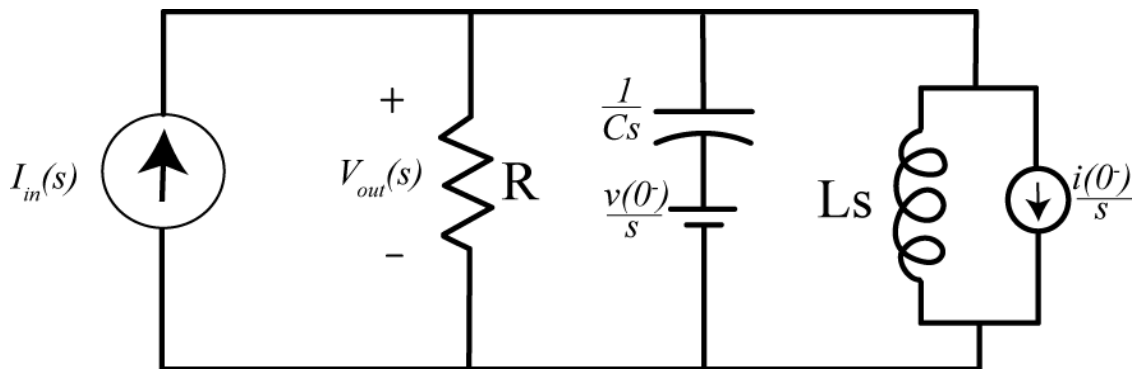 I_in(s)
+
V_out(s)
−
R
1
Cs
v(0⁻)
s
Ls
i(0⁻)
s